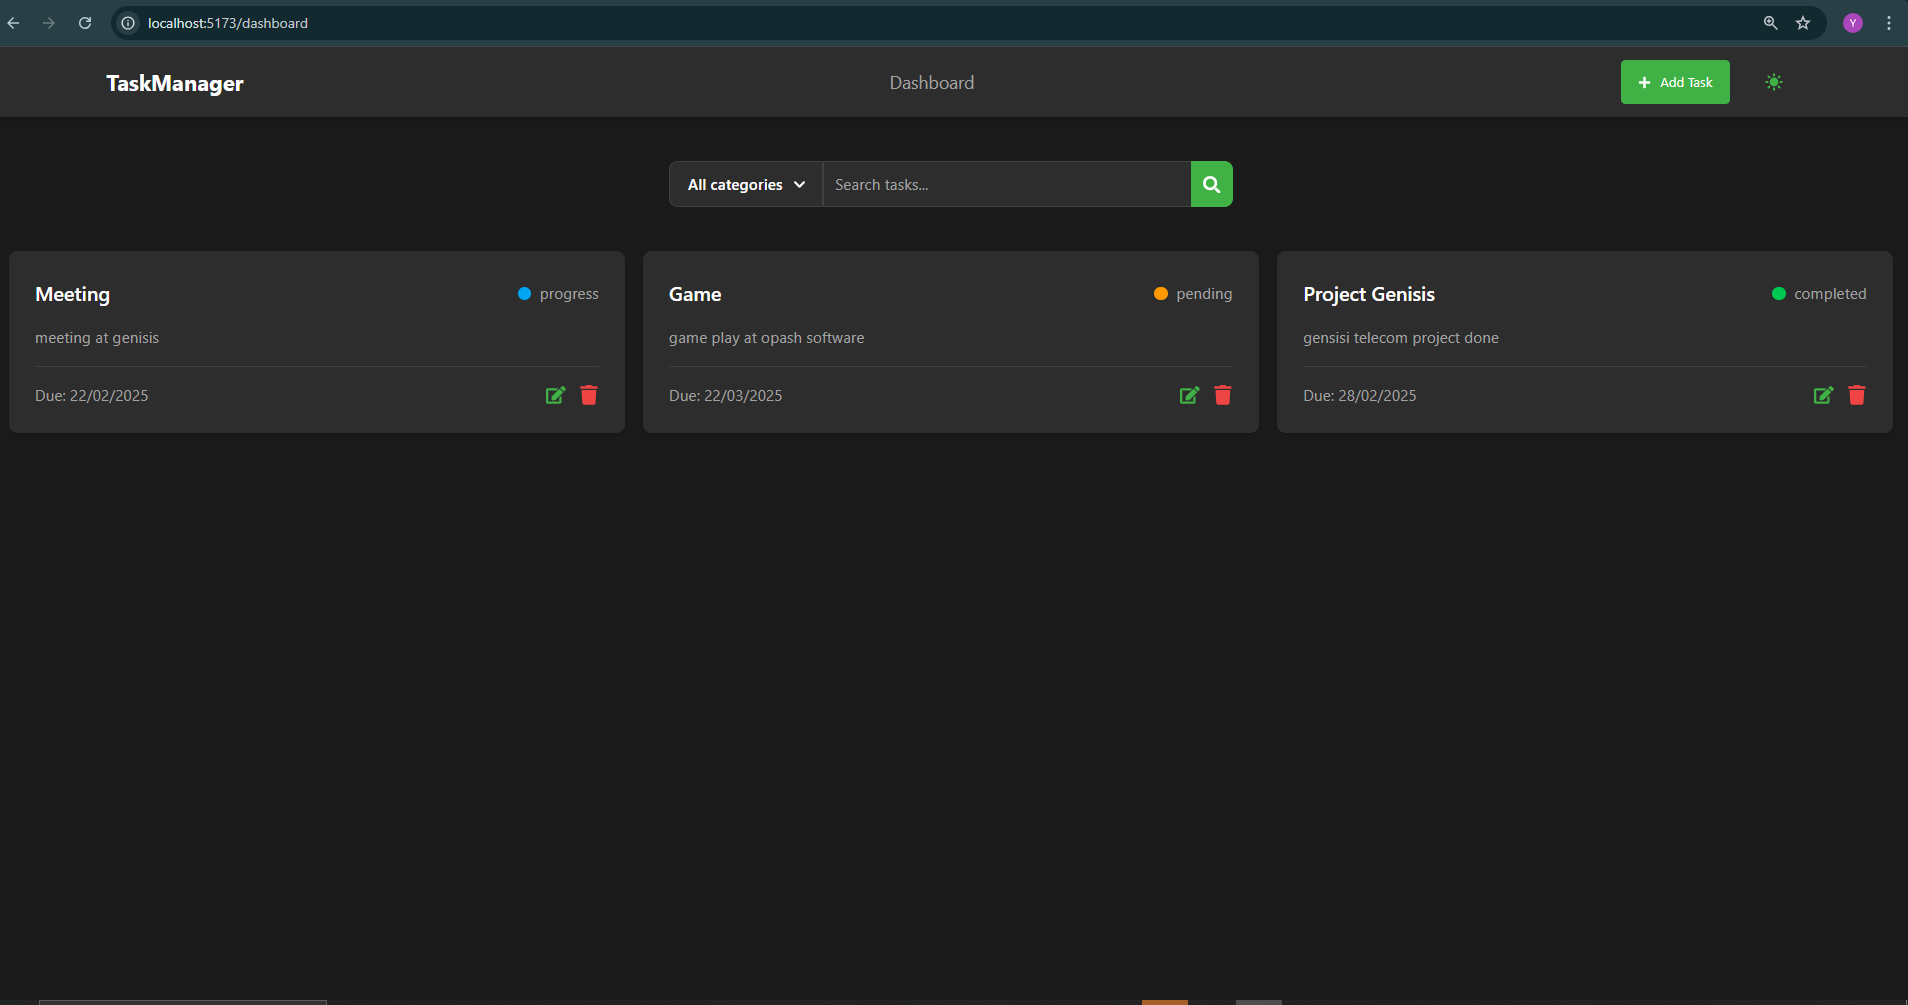 localhost:5173/dashboard
Y
TaskManager
Dashboard
Add Task
All categories
Search tasks...
Meeting
progress
meeting at genisis
Due: 22/02/2025
Game
pending
game play at opash software
Due: 22/03/2025
Project Genisis
completed
gensisi telecom project done
Due: 28/02/2025